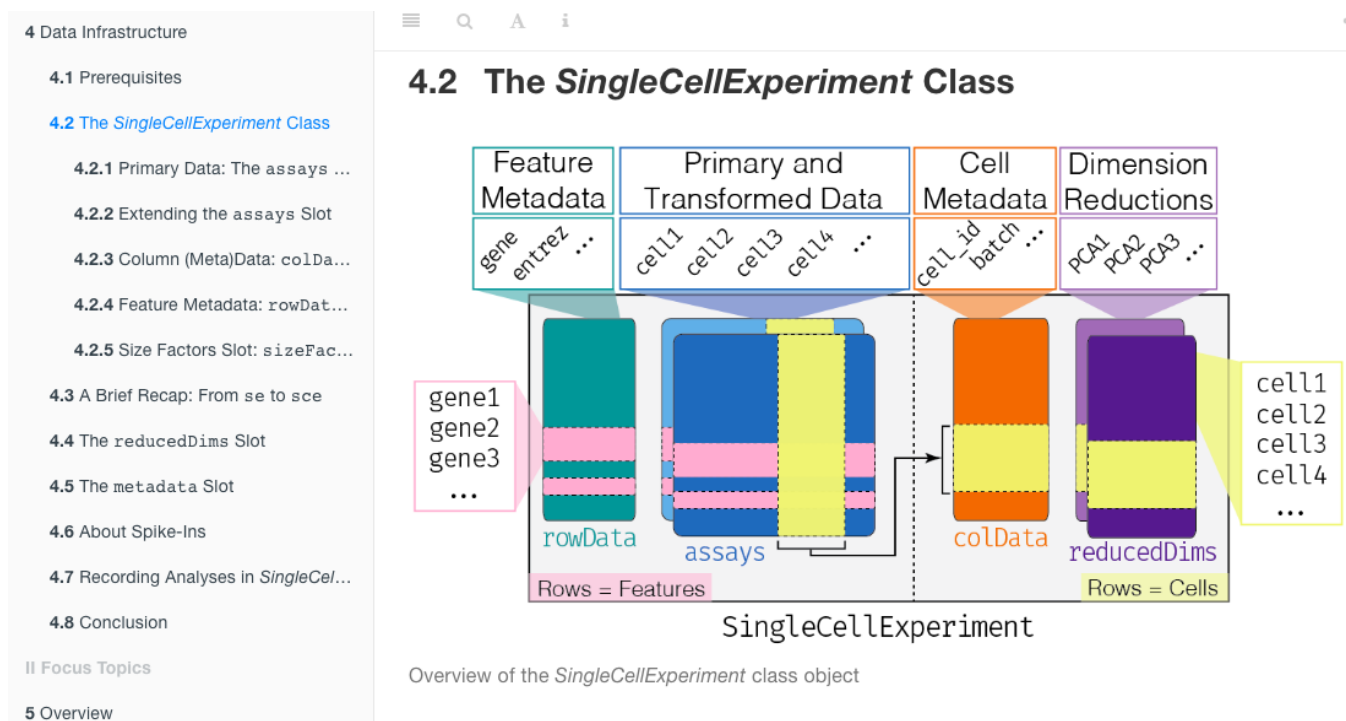 4 Data Infrastructure
4.1 Prerequisites
4.2 The SingleCellExperiment Class
4.2.1 Primary Data: The assays ...
4.2.2 Extending the assays Slot
4.2.3 Column (Meta)Data: colDa...
4.2.4 Feature Metadata: rowDat...
4.2.5 Size Factors Slot: sizeFac...
4.3 A Brief Recap: From se to sce
4.4 The reducedDims Slot
4.5 The metadata Slot
4.6 About Spike-Ins
4.7 Recording Analyses in SingleCel...
4.8 Conclusion
II Focus Topics
5 Overview
A i
4.2 The SingleCellExperiment Class
Feature
Metadata
Primary and
Transformed Data
Cell
Metadata
Dimension
Reductions
gene entrez ...
cell1 cell2 cell3 cell4 ...
cell_id batch ...
PCA1 PCA2 PCA3 ...
gene1
gene2
gene3
...
rowData
assays
colData
reducedDims
cell1
cell2
cell3
cell4
...
Rows = Features
Rows = Cells
SingleCellExperiment
Overview of the SingleCellExperiment class object